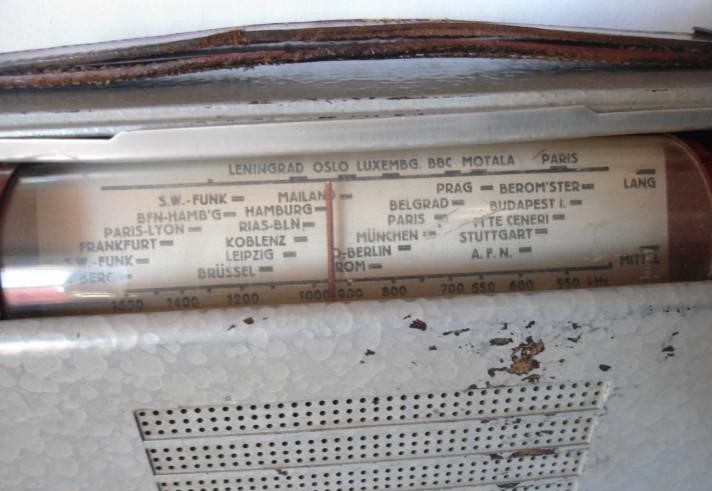 LENINGRAD OSLO LUXEMBG. BBC MOTALA PARIS
LANG
S.W.-FUNK MAILAND PRAG BEROM'STER
BFN-HAMB'G HAMBURG BELGRAD BUDAPEST I.
PARIS-LYON RIAS-BLN. PARIS M'TE CENERI
FRANKFURT KOBLENZ MÜNCHEN STUTTGART
S.W.-FUNK LEIPZIG O-BERLIN A.F.N.
BRÜSSEL ROM
1600 1400 1200 1000 900 800 700 650 600 550 kHz